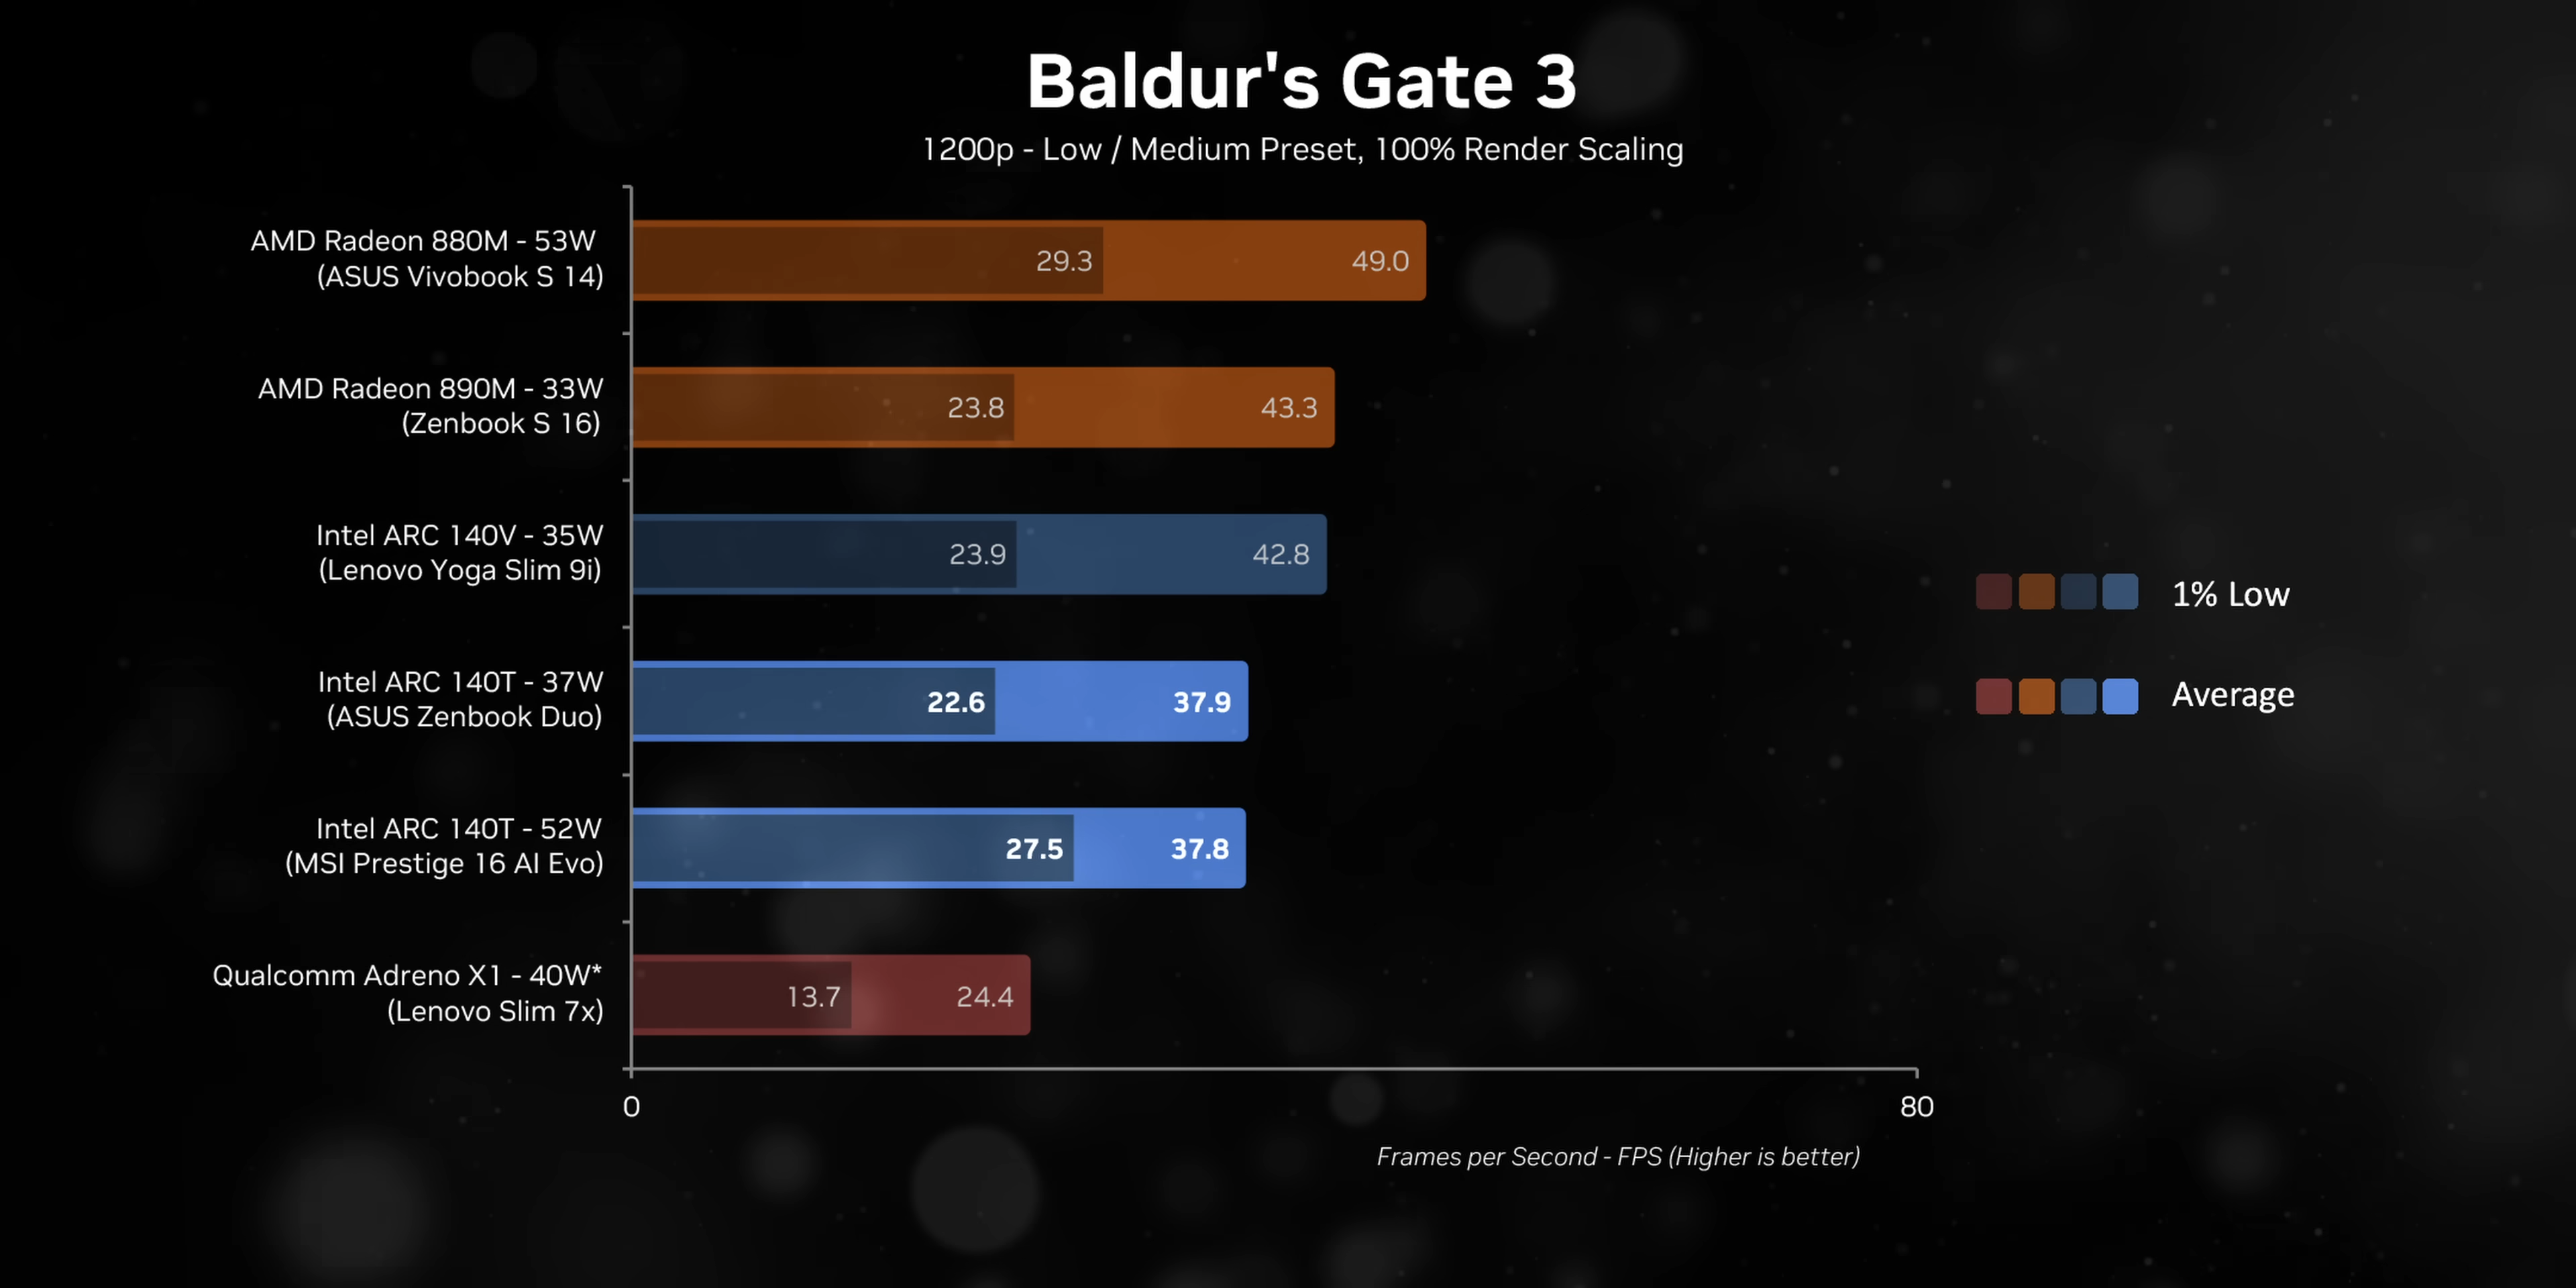 Baldur's Gate 3
1200p - Low / Medium Preset, 100% Render Scaling
AMD Radeon 880M - 53W
(ASUS Vivobook S 14)
29.3
49.0
AMD Radeon 890M - 33W
(Zenbook S 16)
23.8
43.3
Intel ARC 140V - 35W
(Lenovo Yoga Slim 9i)
23.9
42.8
Intel ARC 140T - 37W
(ASUS Zenbook Duo)
22.6
37.9
Intel ARC 140T - 52W
(MSI Prestige 16 AI Evo)
27.5
37.8
Qualcomm Adreno X1 - 40W*
(Lenovo Slim 7x)
13.7
24.4
0
80
Frames per Second - FPS (Higher is better)
1% Low
Average